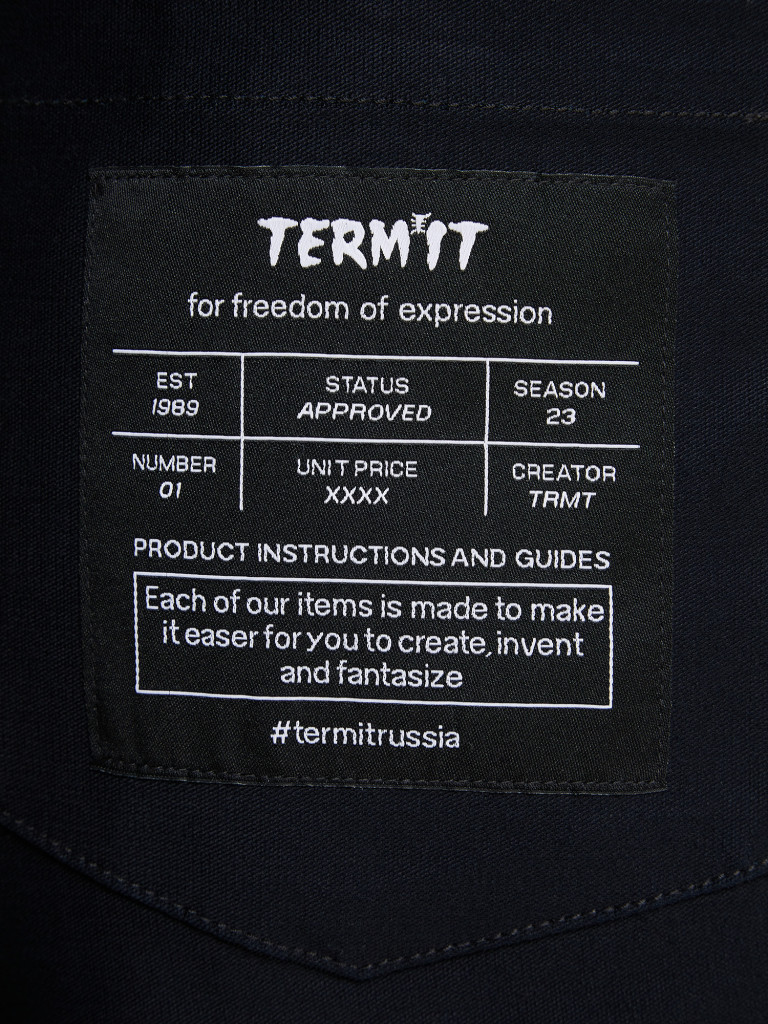 TERMIT
for freedom of expression
EST STATUS SEASON
1989 APPROVED 23
NUMBER UNIT PRICE CREATOR
01 XXXX TRMT
PRODUCT INSTRUCTIONS AND GUIDES
Each of our items is made to make
it easer for you to create, invent
and fantasize
#termitrussia